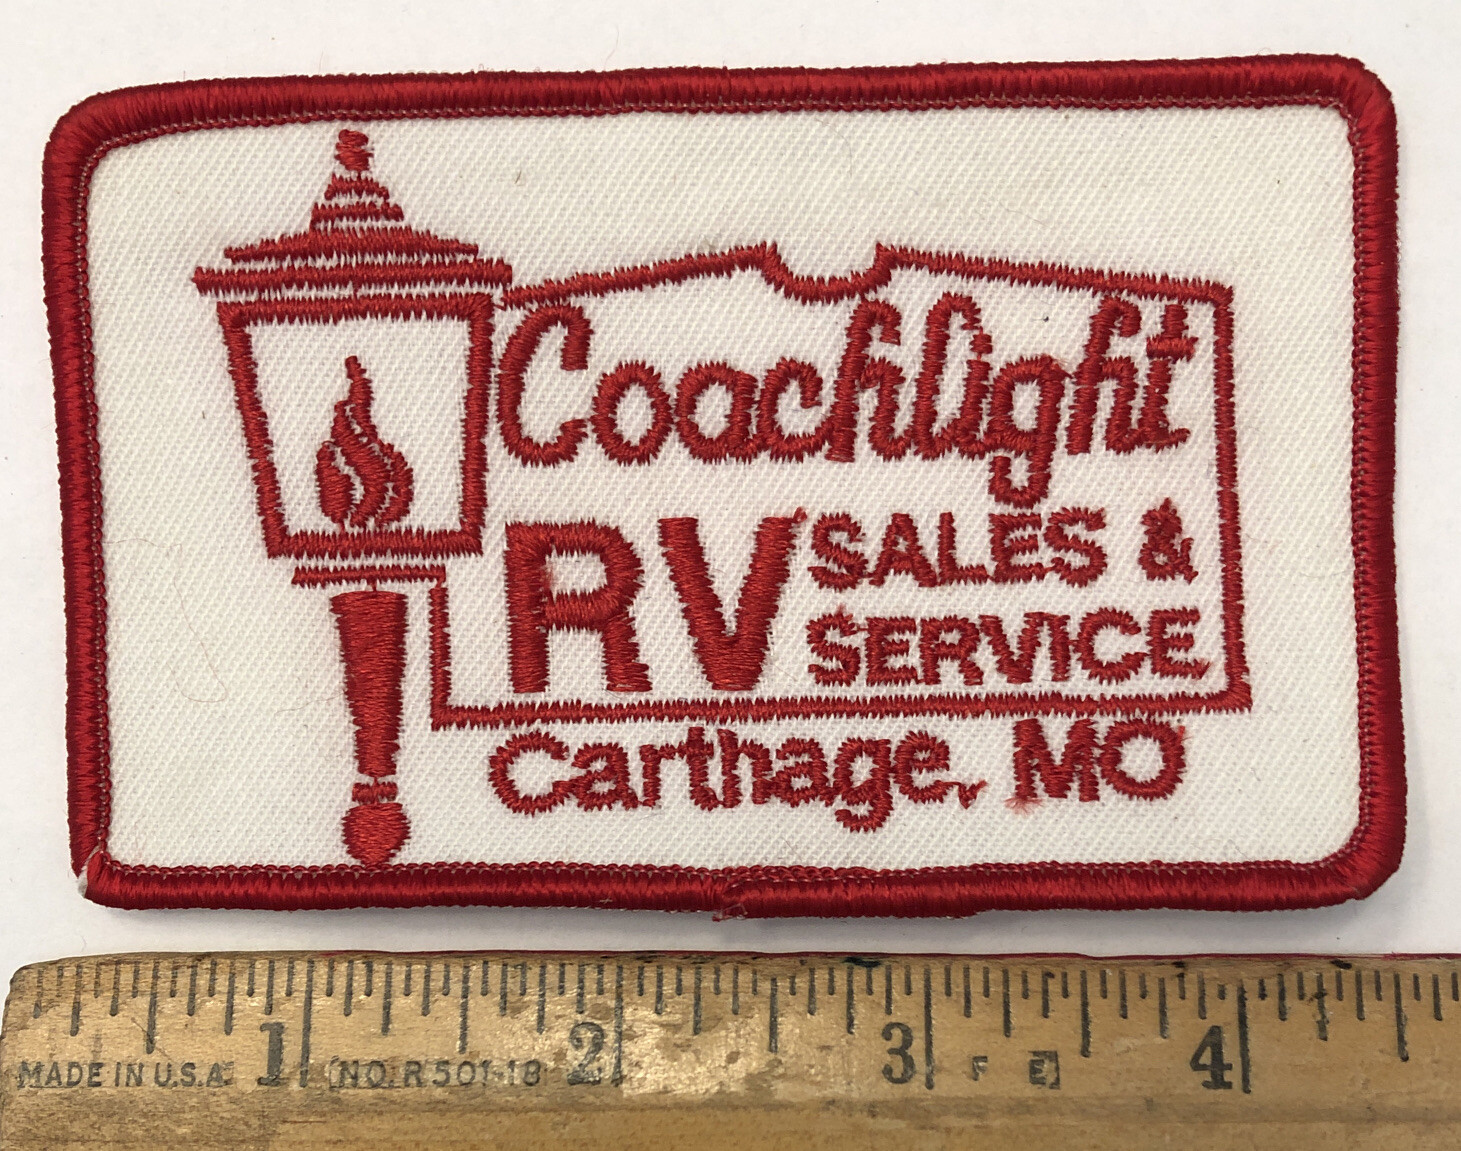 Coachlight
RV SALES &
SERVICE
Carthage, MO
1 2 3 4
MADE IN U.S.A. NO. R501-18 F E